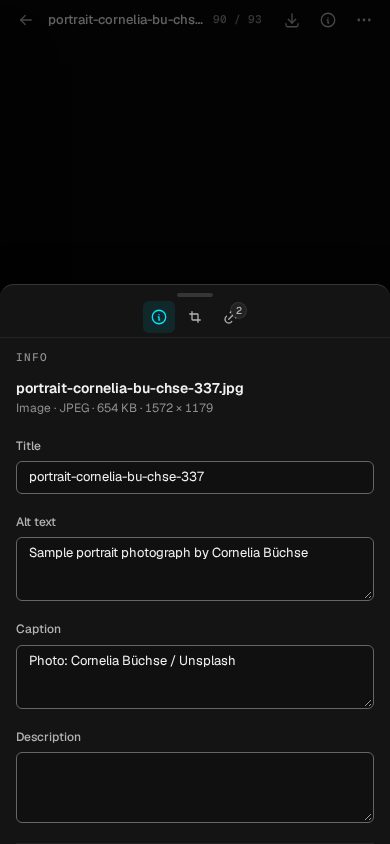 portrait-cornelia-bu-chs... 90 / 93
2
INFO
portrait-cornelia-bu-chse-337.jpg
Image · JPEG · 654 KB · 1572 × 1179
Title
portrait-cornelia-bu-chse-337
Alt text
Sample portrait photograph by Cornelia Büchse
Caption
Photo: Cornelia Büchse / Unsplash
Description